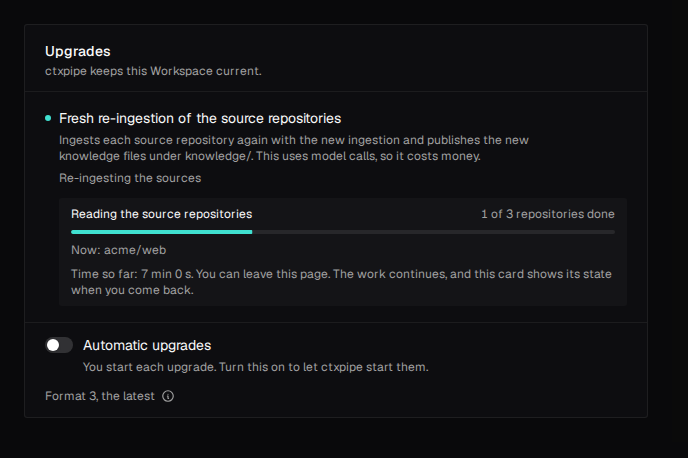 Upgrades
ctxpipe keeps this Workspace current.
Fresh re-ingestion of the source repositories
Ingests each source repository again with the new ingestion and publishes the new
knowledge files under knowledge/. This uses model calls, so it costs money.
Re-ingesting the sources
Reading the source repositories
1 of 3 repositories done
Now: acme/web
Time so far: 7 min 0 s. You can leave this page. The work continues, and this card shows its state
when you come back.
Automatic upgrades
You start each upgrade. Turn this on to let ctxpipe start them.
Format 3, the latest